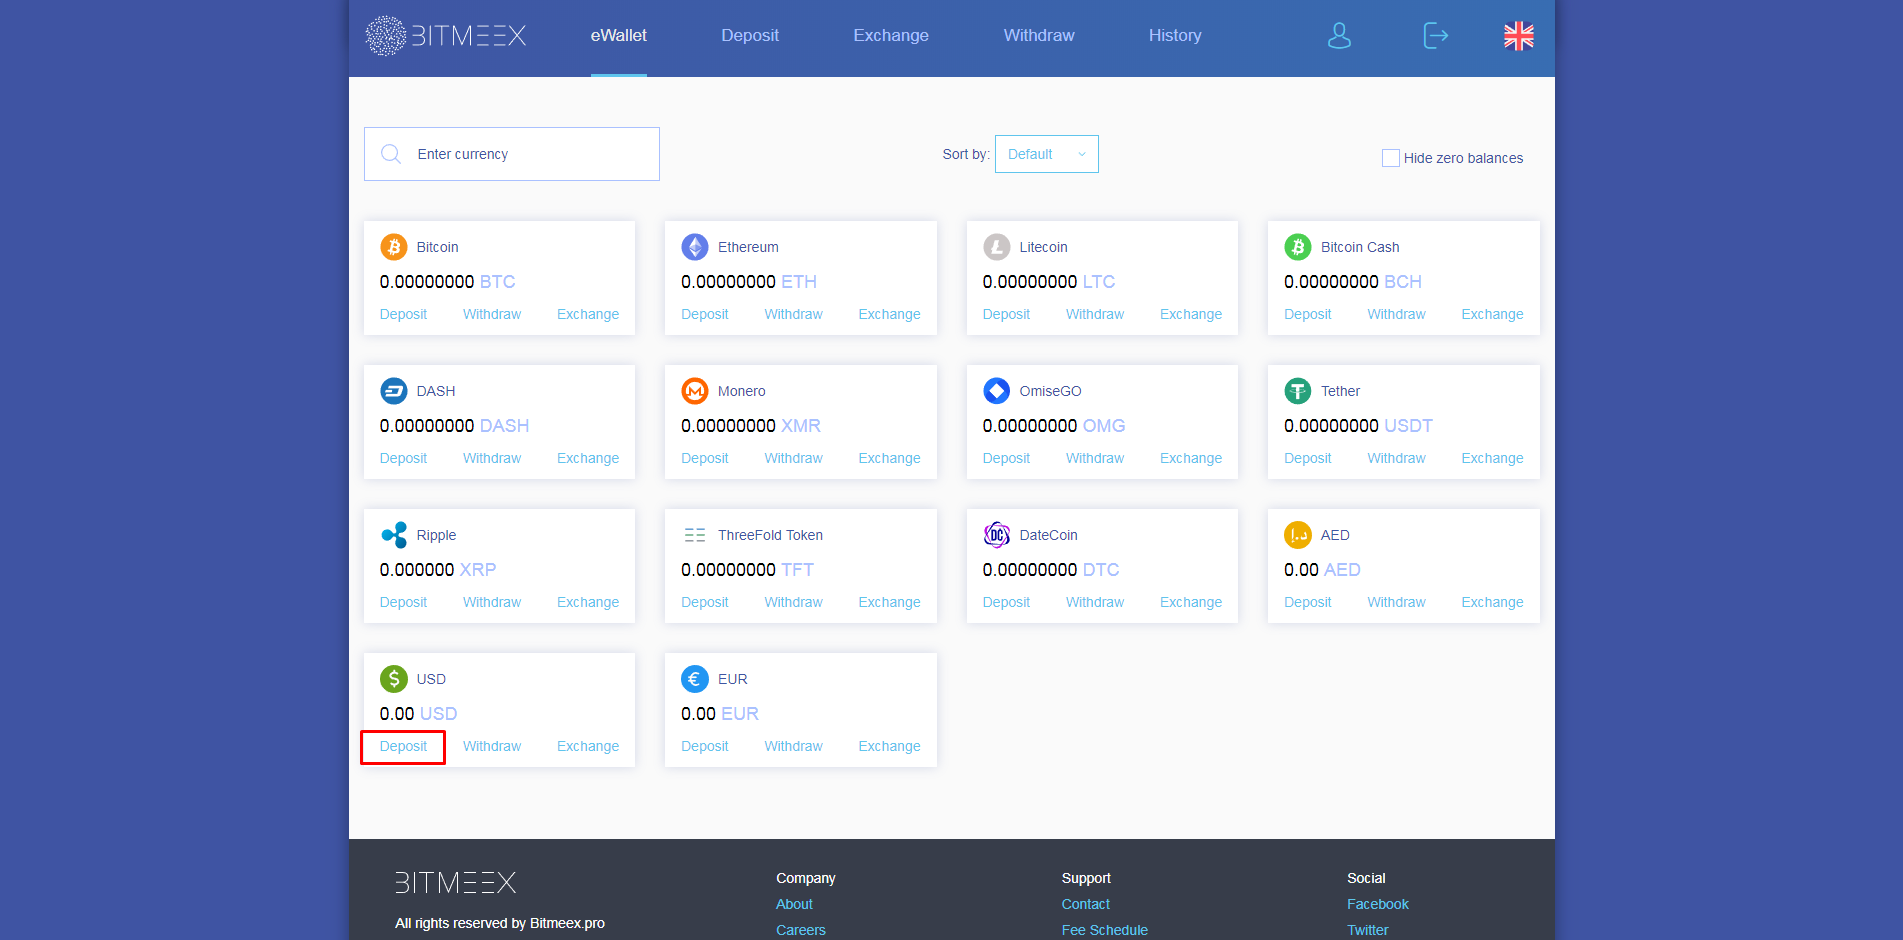 BITMEEX eWallet Deposit Exchange Withdraw History
Enter currency Sort by: Default Hide zero balances
Bitcoin Ethereum Litecoin Bitcoin Cash
0.00000000 BTC 0.00000000 ETH 0.00000000 LTC 0.00000000 BCH
Deposit Withdraw Exchange Deposit Withdraw Exchange Deposit Withdraw Exchange Deposit Withdraw Exchange
DASH Monero OmiseGO Tether
0.00000000 DASH 0.00000000 XMR 0.00000000 OMG 0.00000000 USDT
Deposit Withdraw Exchange Deposit Withdraw Exchange Deposit Withdraw Exchange Deposit Withdraw Exchange
Ripple ThreeFold Token DC DateCoin د.إ AED
0.000000 XRP 0.00000000 TFT 0.00000000 DTC 0.00 AED
Deposit Withdraw Exchange Deposit Withdraw Exchange Deposit Withdraw Exchange Deposit Withdraw Exchange
$ USD € EUR
0.00 USD 0.00 EUR
Deposit Withdraw Exchange Deposit Withdraw Exchange
BITMEEX
All rights reserved by Bitmeex.pro
Company
About
Careers
Support
Contact
Fee Schedule
Social
Facebook
Twitter